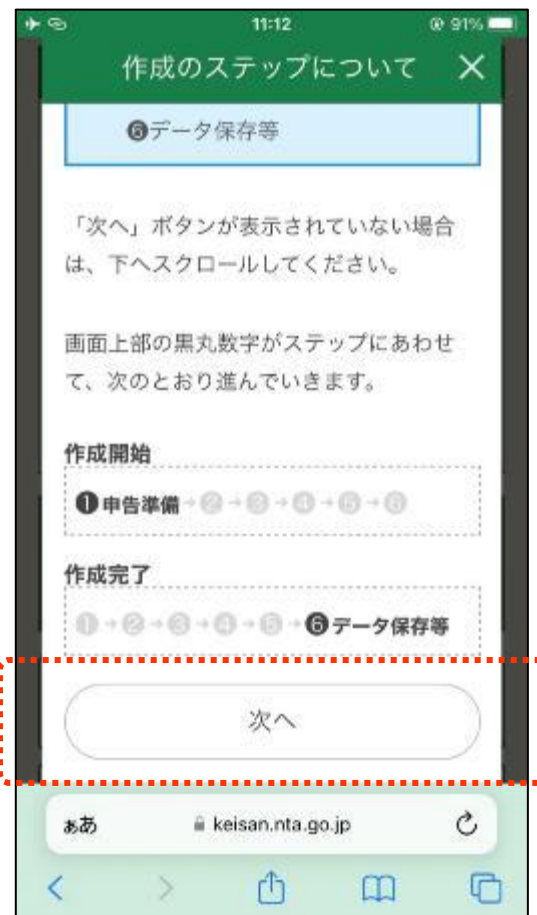 11:12
91%
作成のステップについて ×
❻データ保存等
「次へ」ボタンが表示されていない場合
は、下へスクロールしてください。
画面上部の黒丸数字がステップにあわせ
て、次のとおり進んでいきます。
作成開始
❶申告準備→❷→❸→❹→❺→❻
作成完了
❶→❷→❸→❹→❺→❻データ保存等
次へ
ぁあ keisan.nta.go.jp